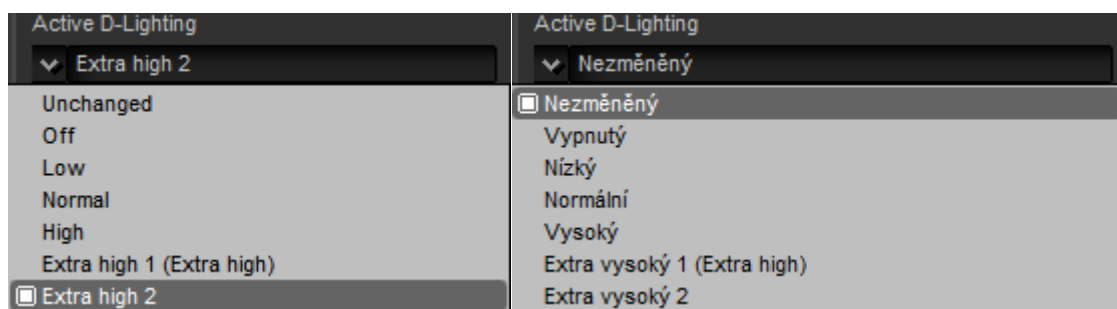 Active D-Lighting
Extra high 2
Unchanged
Off
Low
Normal
High
Extra high 1 (Extra high)
Extra high 2
Active D-Lighting
Nezměněný
Nezměněný
Vypnutý
Nízký
Normální
Vysoký
Extra vysoký 1 (Extra high)
Extra vysoký 2